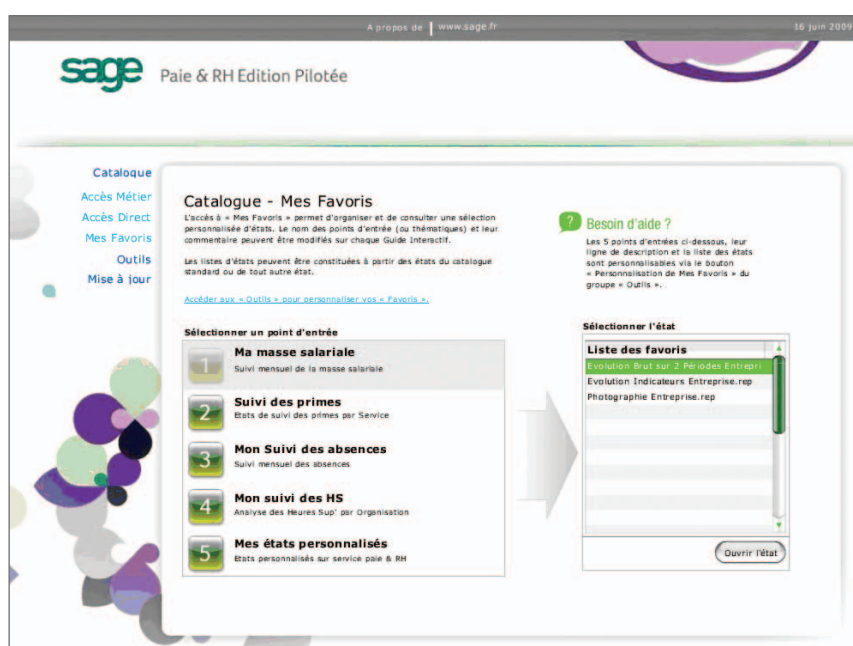 A propos de | www.sage.fr
16 juin 2009
sage
Paie & RH Edition Pilotée
Catalogue
Accès Métier
Accès Direct
Mes Favoris
Outils
Mise à jour
Catalogue - Mes Favoris
L'accès à « Mes Favoris » permet d'organiser et de consulter une sélection
personnalisée d'états. Le nom des points d'entrée (ou thématiques) et leur
commentaire peuvent être modifiés sur chaque Guide Interactif.
Les listes d'états peuvent être constituées à partir des états du catalogue
standard ou de tout autre état.
Accéder aux « Outils » pour personnaliser vos « Favoris ».
? Besoin d'aide ?
Les 5 points d'entrées ci-dessous, leur
ligne de description et la liste des états
sont personnalisables via le bouton
« Personnalisation de Mes Favoris » du
groupe « Outils ».
Sélectionner un point d'entrée
1
Ma masse salariale
Suivi mensuel de la masse salariale
2
Suivi des primes
Etats de suivi des primes par Service
3
Mon Suivi des absences
Suivi mensuel des absences
4
Mon suivi des HS
Analyse des Heures Sup' par Organisation
5
Mes états personnalisés
Etats personnalisés sur service paie & RH
Sélectionner l'état
Liste des favoris
Evolution Brut sur 2 Périodes Entrepri
Evolution Indicateurs Entreprise.rep
Photographie Entreprise.rep
Ouvrir l'état